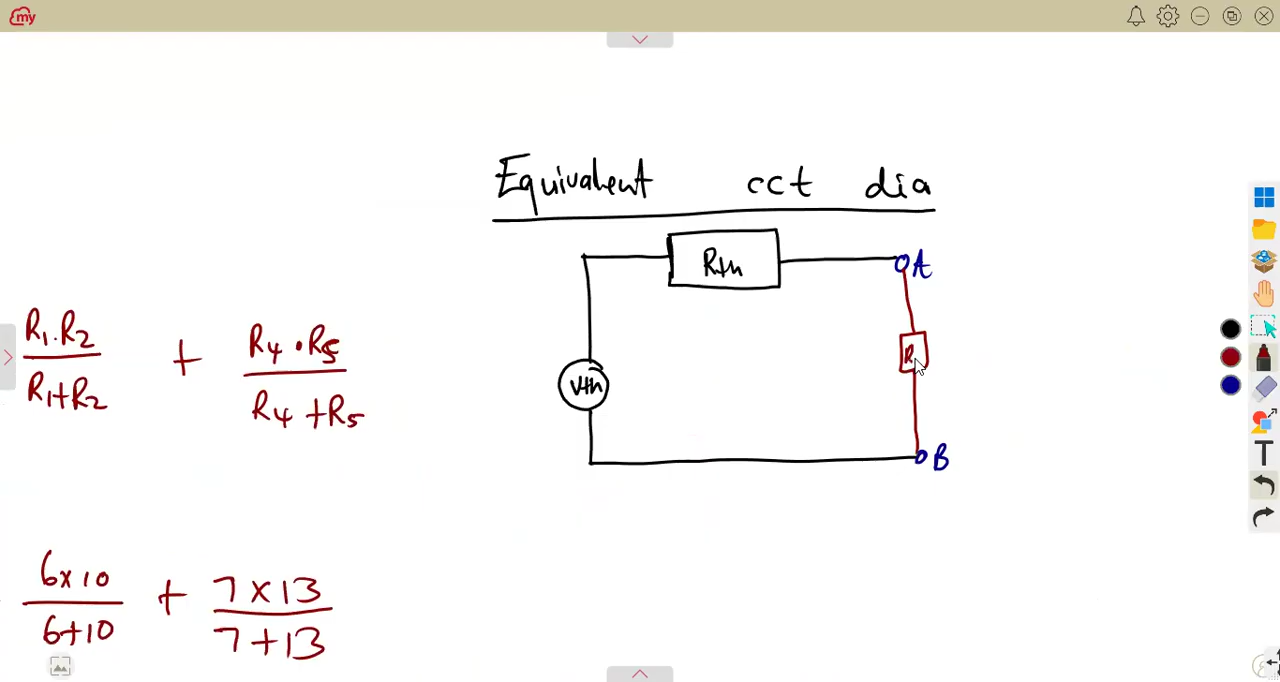 my
Equivalent cct dia
Rth
A
R1.R2 / R1+R2 + R4.R5 / R4+R5
R
Vth
B
6x10 / 6+10 + 7x13 / 7+13
T